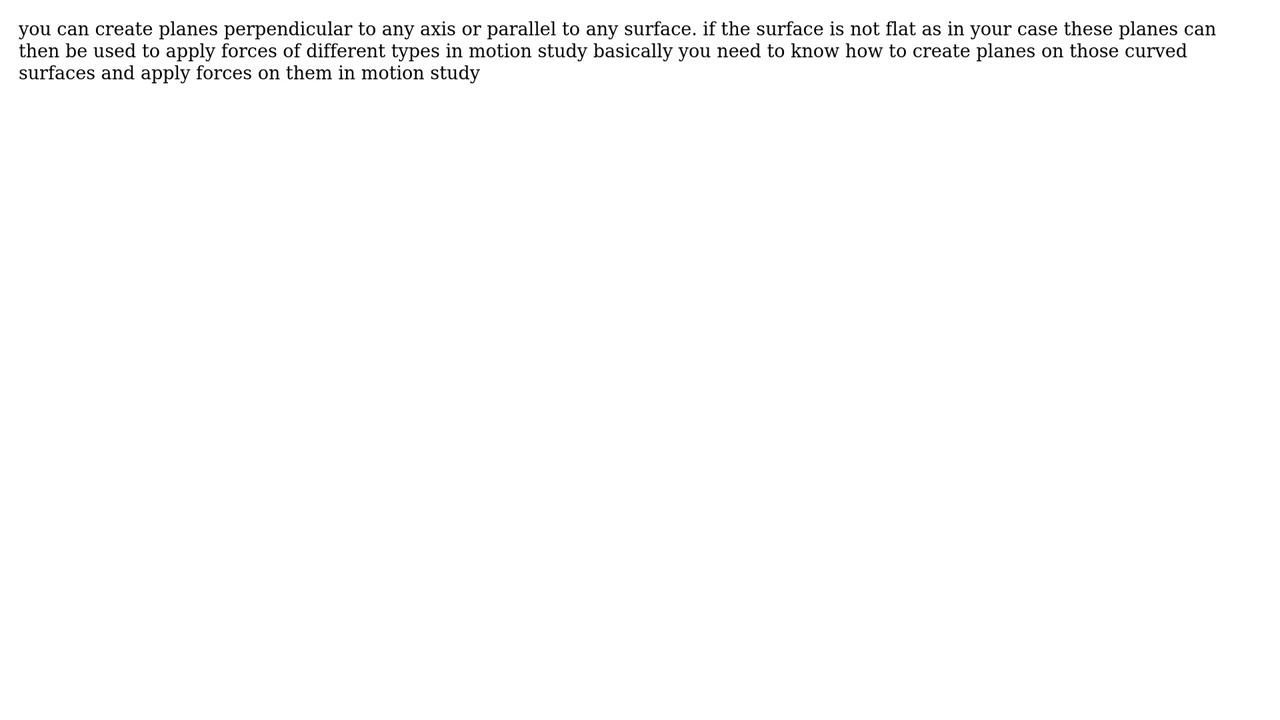 you can create planes perpendicular to any axis or parallel to any surface. if the surface is not flat as in your case these planes can
then be used to apply forces of different types in motion study basically you need to know how to create planes on those curved
surfaces and apply forces on them in motion study